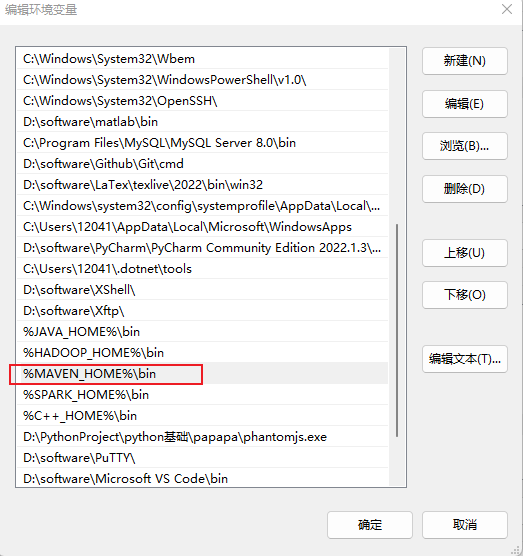 编辑环境变量
C:\Windows\System32\Wbem
C:\Windows\System32\WindowsPowerShell\v1.0\
C:\Windows\System32\OpenSSH\
D:\software\matlab\bin
C:\Program Files\MySQL\MySQL Server 8.0\bin
D:\software\Github\Git\cmd
D:\software\LaTex\texlive\2022\bin\win32
C:\Windows\system32\config\systemprofile\AppData\Local\...
C:\Users\12041\AppData\Local\Microsoft\WindowsApps
D:\software\PyCharm\PyCharm Community Edition 2022.1.3\...
C:\Users\12041\.dotnet\tools
D:\software\XShell\
D:\software\Xftp\
%JAVA_HOME%\bin
%HADOOP_HOME%\bin
%MAVEN_HOME%\bin
%SPARK_HOME%\bin
%C++_HOME%\bin
D:\PythonProject\python基础\papapa\phantomjs.exe
D:\software\PuTTY\
D:\software\Microsoft VS Code\bin
新建(N)
编辑(E)
浏览(B)...
删除(D)
上移(U)
下移(O)
编辑文本(T)...
确定
取消